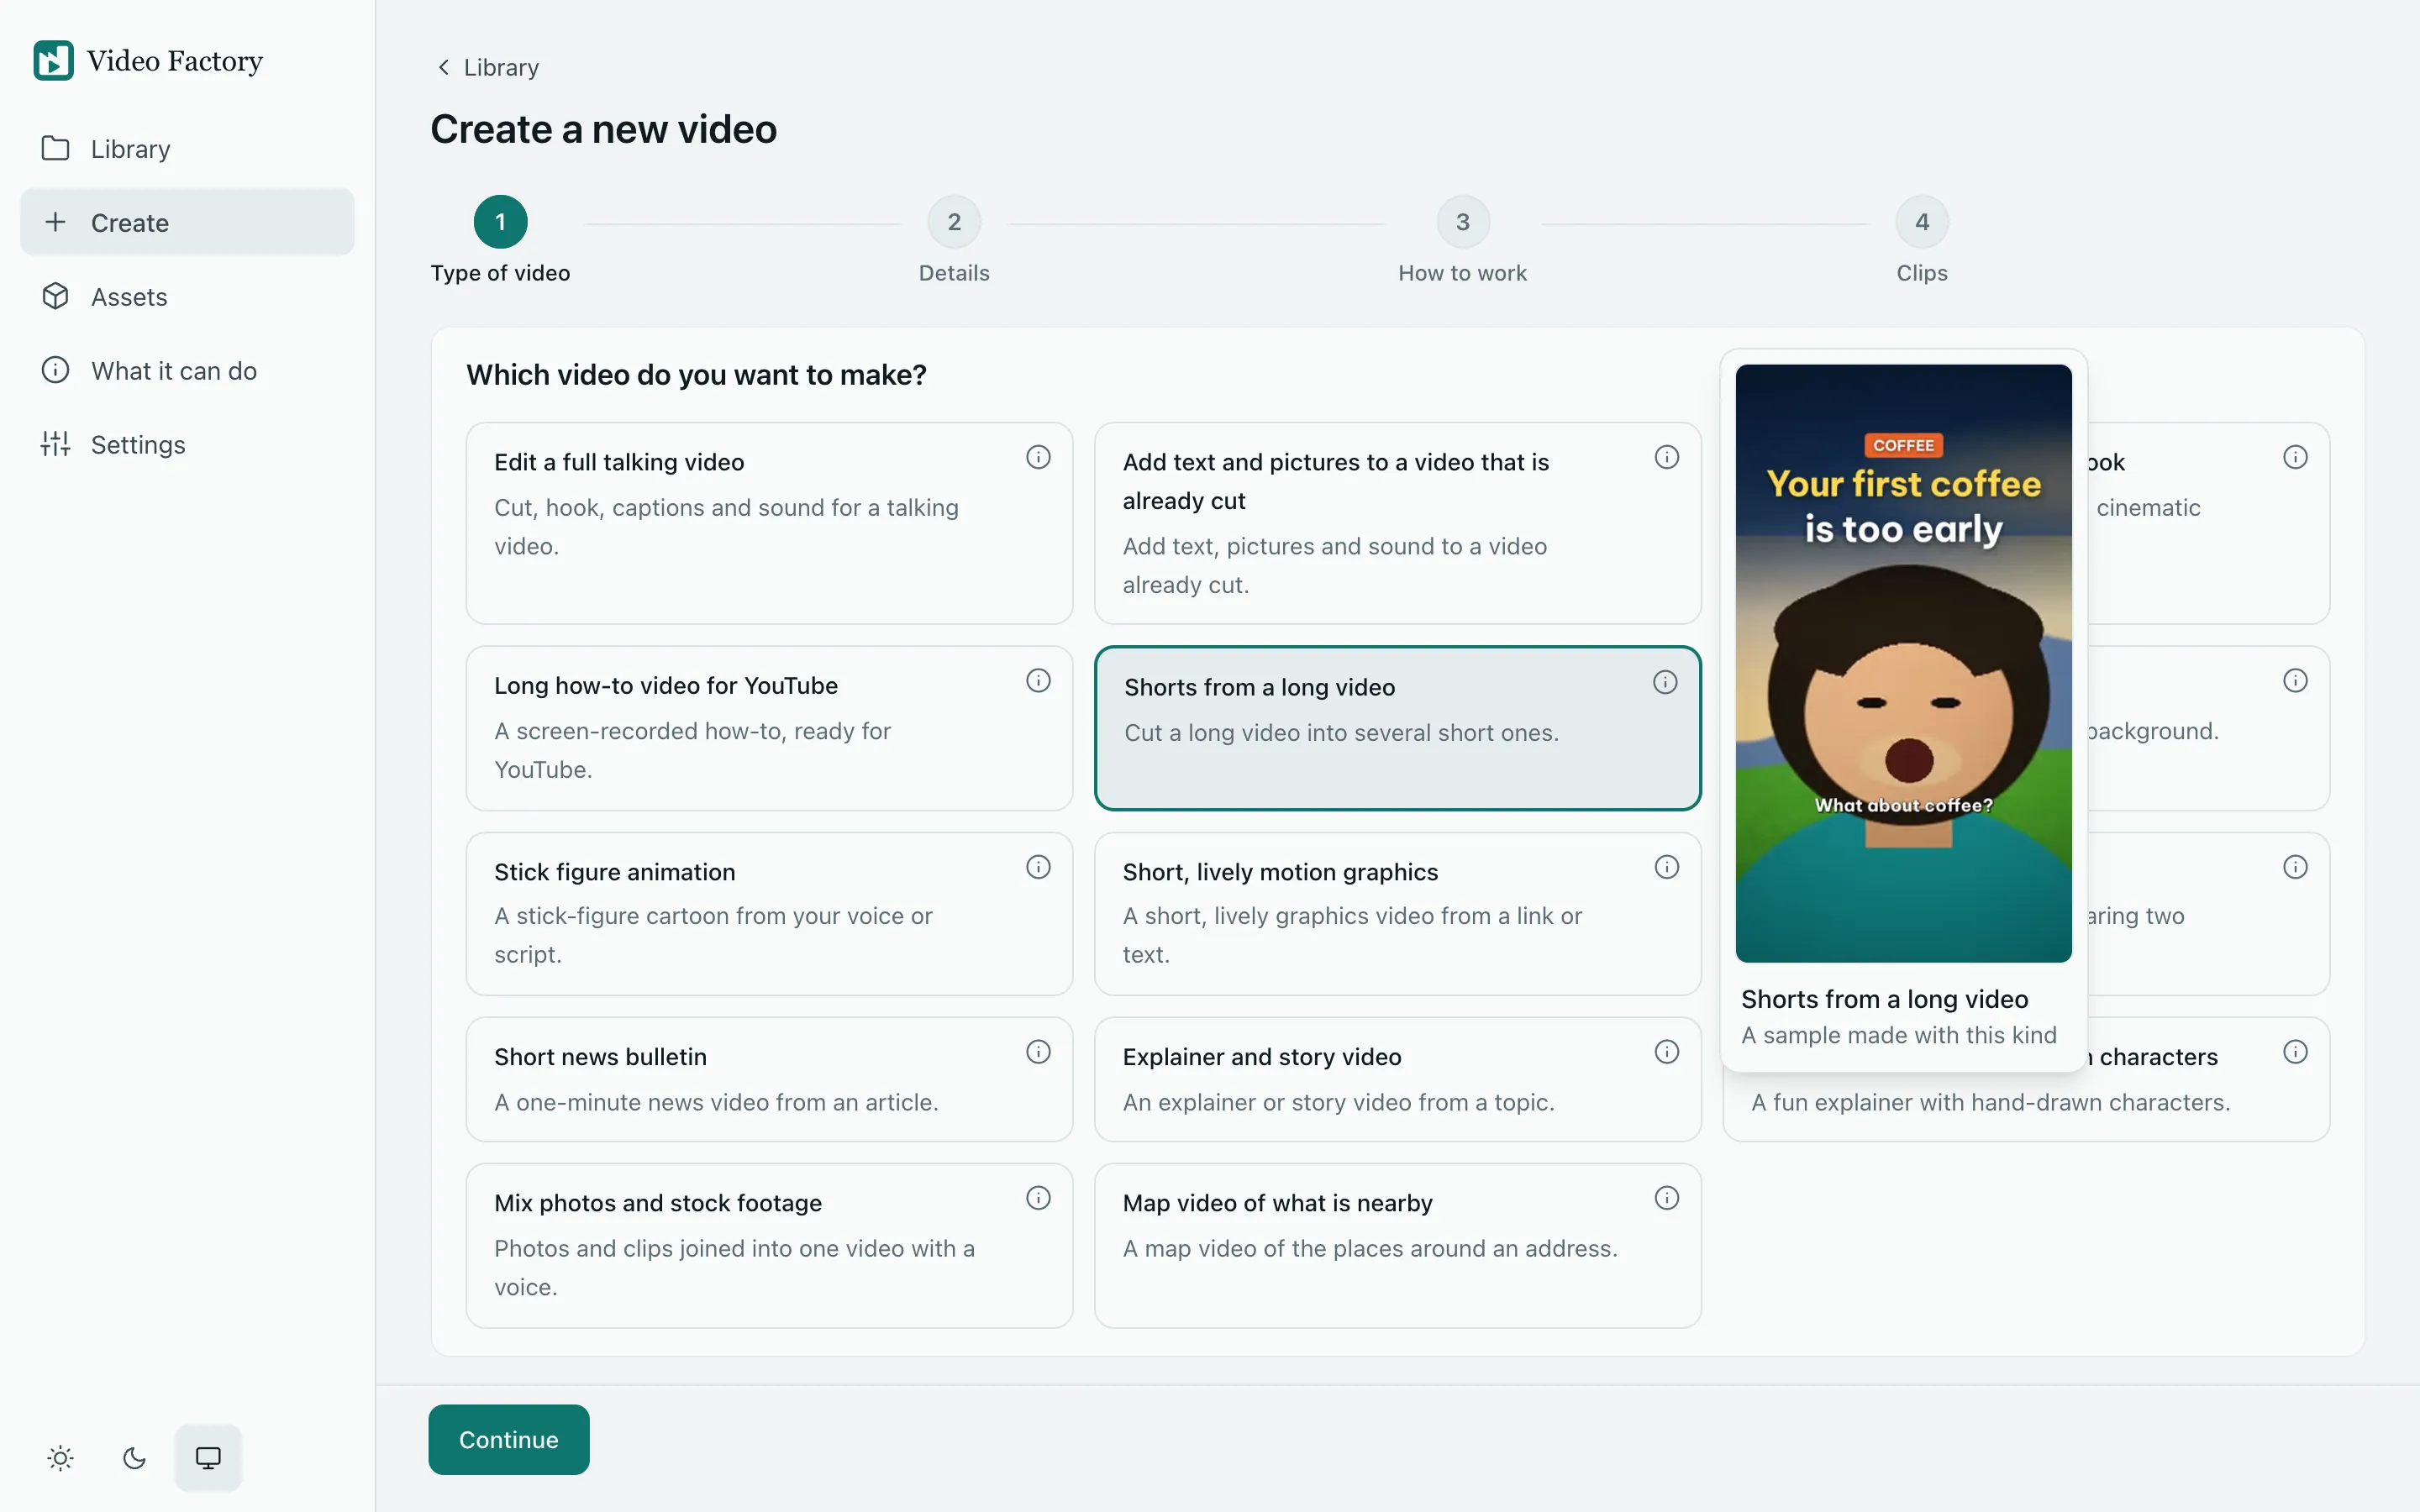 Video Factory
Library
Create
Assets
What it can do
Settings
Library
Create a new video
1
2
3
4
Type of video
Details
How to work
Clips
Which video do you want to make?
Edit a full talking video
Cut, hook, captions and sound for a talking
video.
Add text and pictures to a video that is
already cut
Add text, pictures and sound to a video
already cut.
cinematic
Long how-to video for YouTube
A screen-recorded how-to, ready for
YouTube.
Shorts from a long video
Cut a long video into several short ones.
background.
Stick figure animation
A stick-figure cartoon from your voice or
script.
Short, lively motion graphics
A short, lively graphics video from a link or
text.
two
Short news bulletin
A one-minute news video from an article.
Explainer and story video
An explainer or story video from a topic.
characters
A fun explainer with hand-drawn characters.
Mix photos and stock footage
Photos and clips joined into one video with a
voice.
Map video of what is nearby
A map video of the places around an address.
COFFEE
Your first coffee
is too early
What about coffee?
Shorts from a long video
A sample made with this kind
Continue